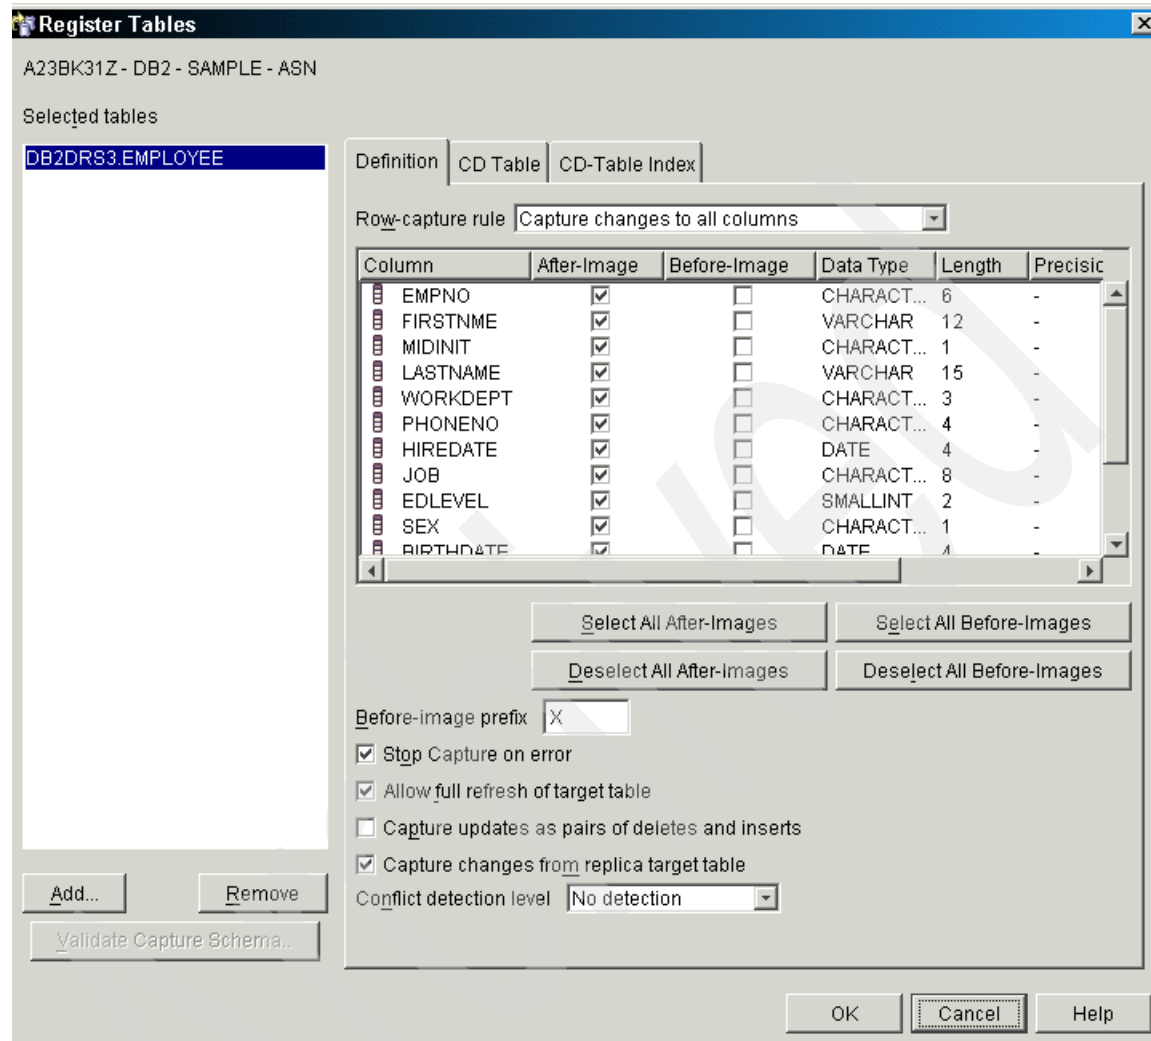 Register Tables
A23BK31Z - DB2 - SAMPLE - ASN
Selected tables
DB2DRS3.EMPLOYEE
Definition CD Table CD-Table Index
Row-capture rule Capture changes to all columns
Column After-Image Before-Image Data Type Length Precisic
EMPNO CHARACT... 6 -
FIRSTNME VARCHAR 12 -
MIDINIT CHARACT... 1 -
LASTNAME VARCHAR 15 -
WORKDEPT CHARACT... 3 -
PHONENO CHARACT... 4 -
HIREDATE DATE 4 -
JOB CHARACT... 8 -
EDLEVEL SMALLINT 2 -
SEX CHARACT... 1 -
BIRTHDATE DATE 4 -
Select All After-Images Select All Before-Images
Deselect All After-Images Deselect All Before-Images
Before-image prefix X
Stop Capture on error
Allow full refresh of target table
Capture updates as pairs of deletes and inserts
Capture changes from replica target table
Conflict detection level No detection
Add... Remove
Validate Capture Schema..
OK Cancel Help